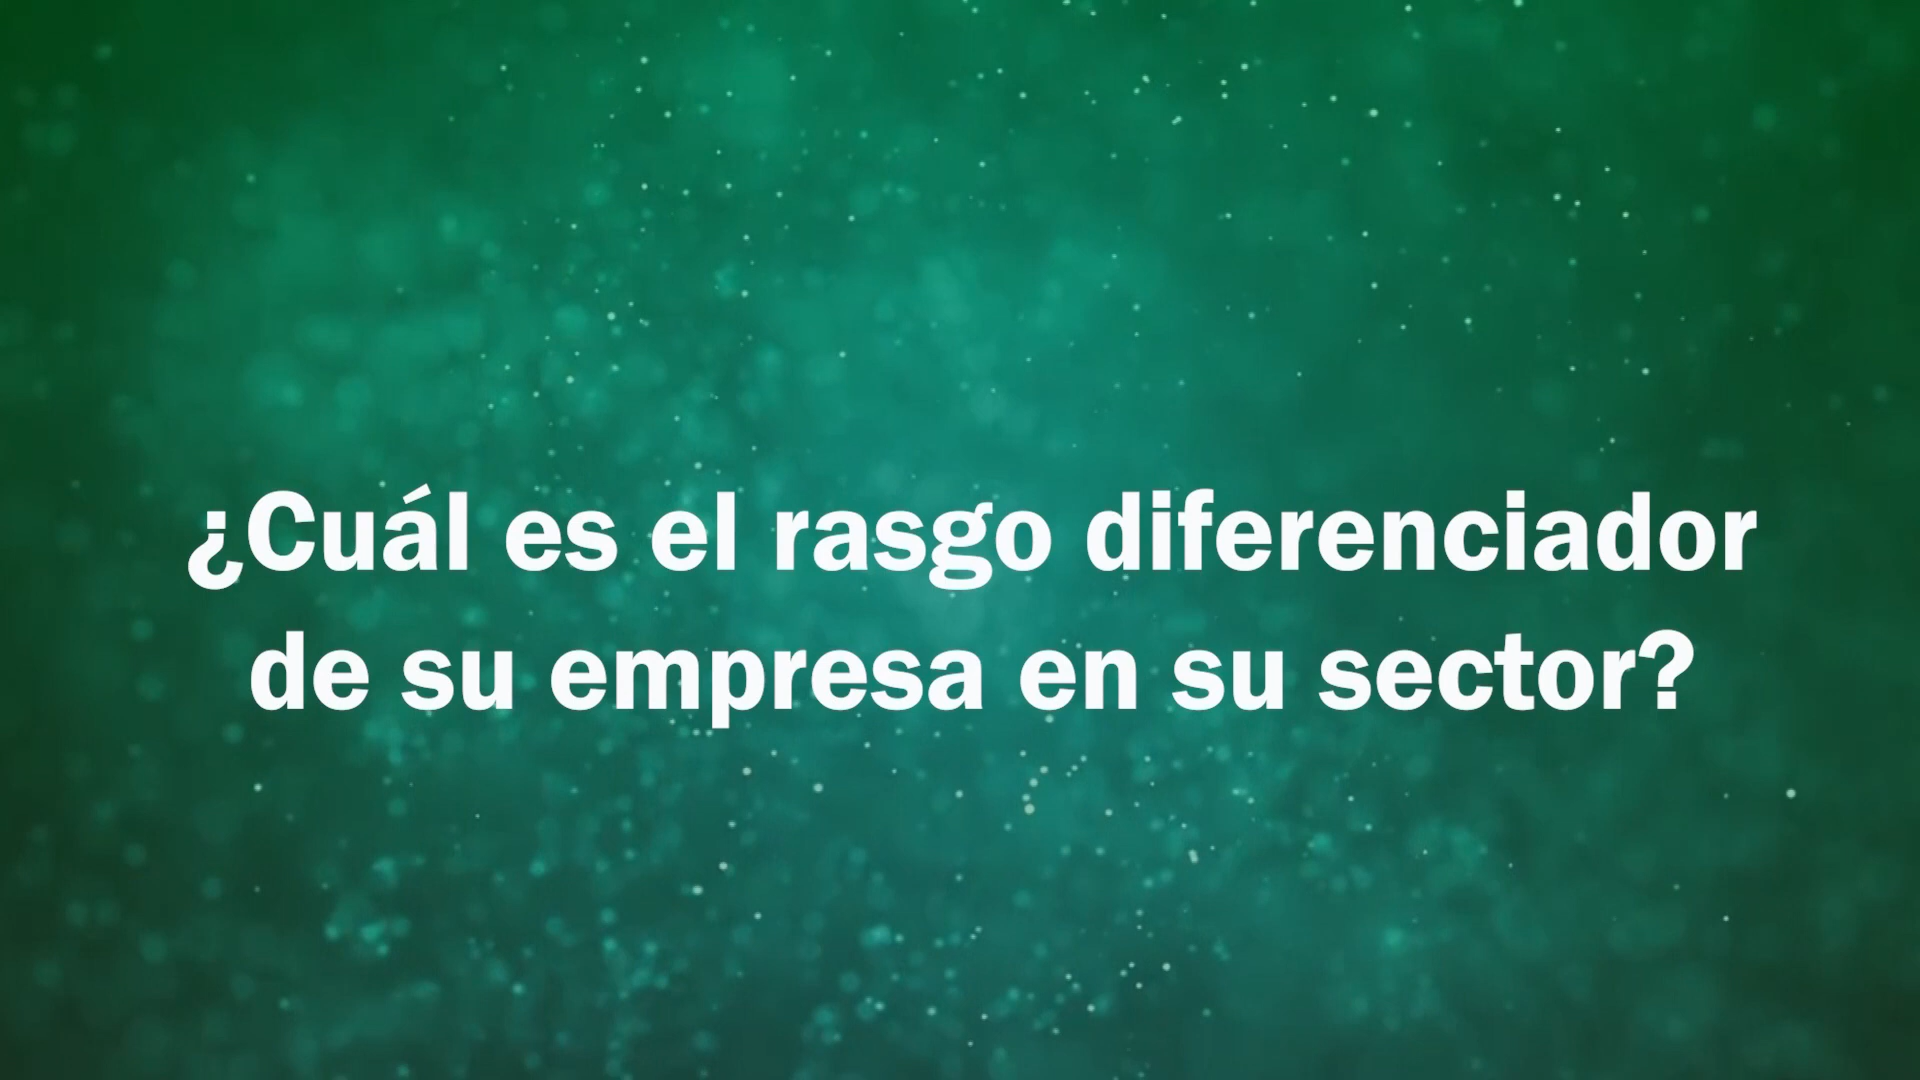 ¿Cuál es el rasgo diferenciador
de su empresa en su sector?